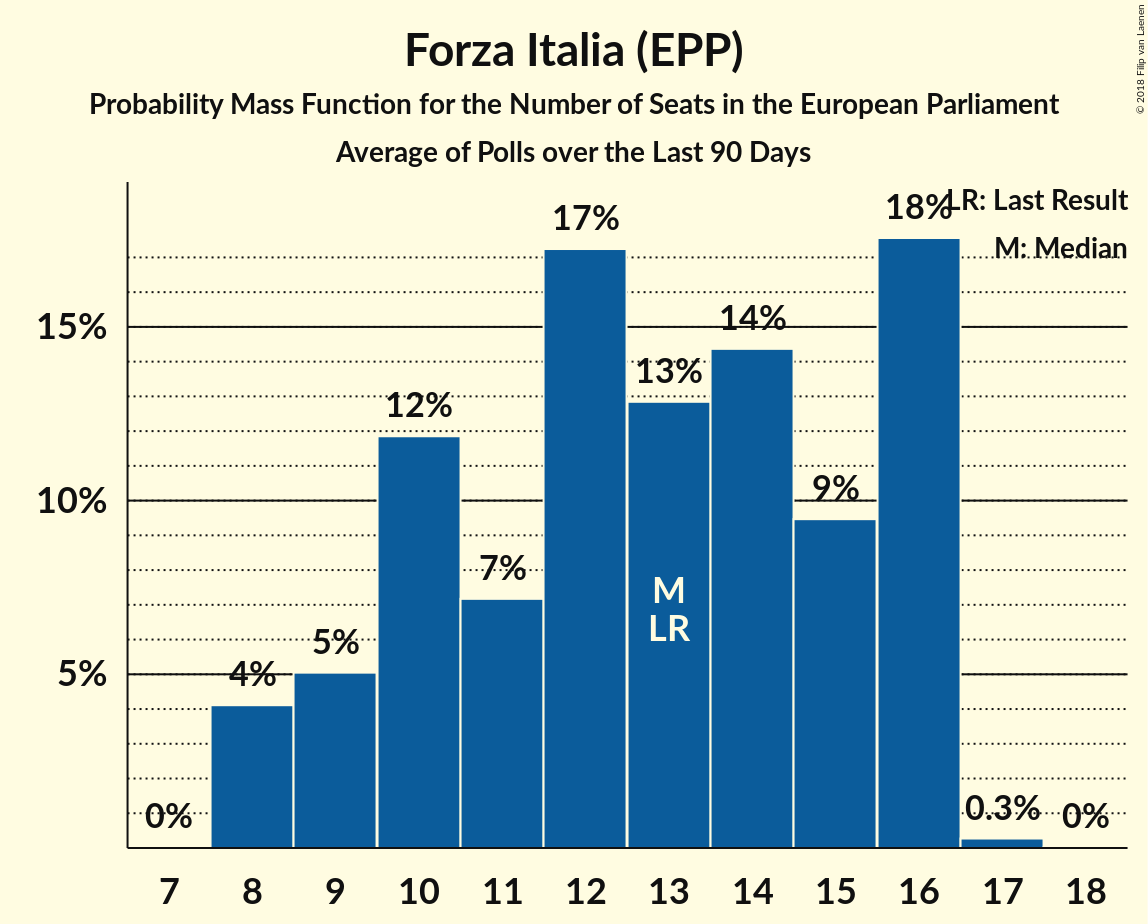 Forza Italia (EPP)
Probability Mass Function for the Number of Seats in the European Parliament
Average of Polls over the Last 90 Days
© 2018 Filip van Laenen
LR: Last Result
M: Median
15%
10%
5%
0%
4%
5%
12%
7%
17%
13%
14%
9%
18%
0.3%
0%
M
LR
7 8 9 10 11 12 13 14 15 16 17 18